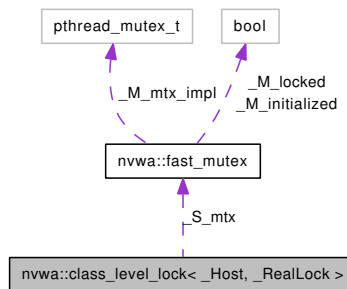 pthread_mutex_t
bool
_M_mtx_impl
_M_locked
_M_initialized
nvwa::fast_mutex
_S_mtx
nvwa::class_level_lock< _Host, _RealLock >